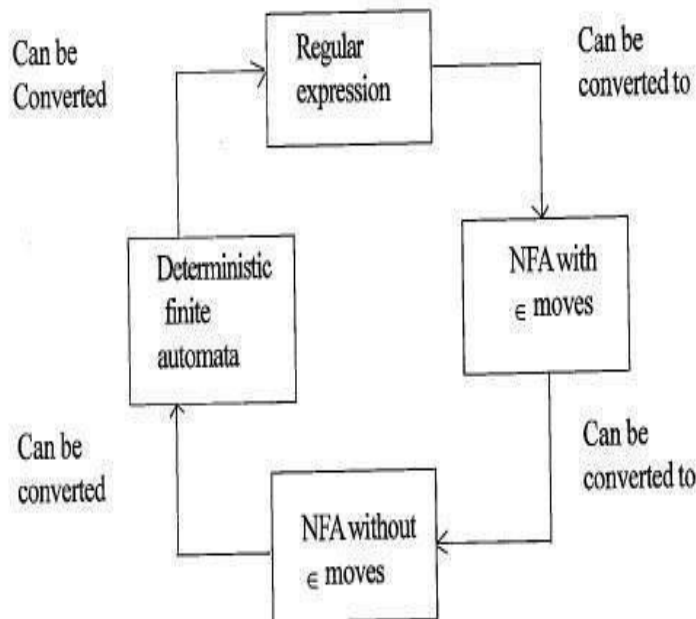 Can be
Converted
Regular
expression
Can be
converted to
Deterministic
finite
automata
NFA with
∈ moves
Can be
converted
Can be
converted to
NFA without
∈ moves